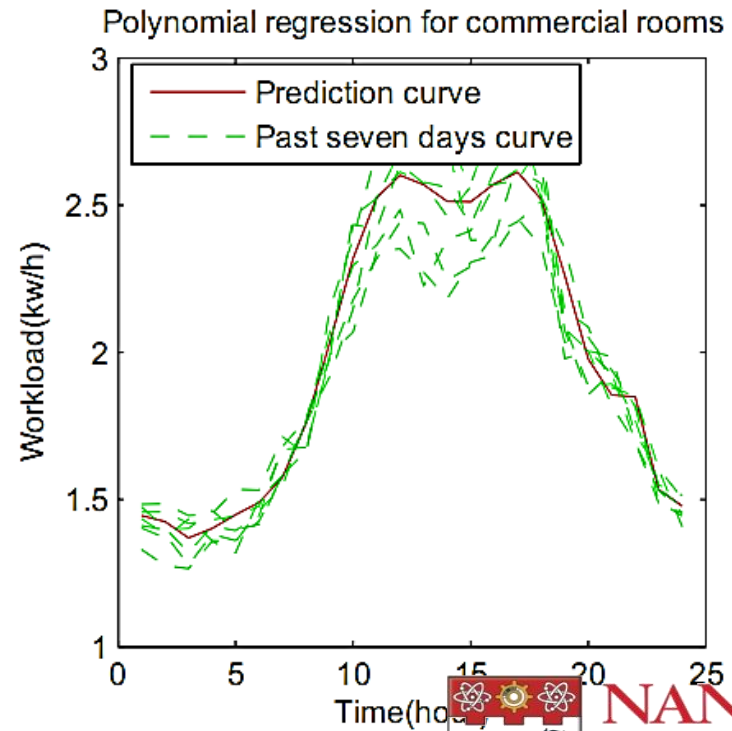 Polynomial regression for commercial rooms
3
Prediction curve
Past seven days curve
2.5
2
1.5
1
Workload(kw/h)
0 5 10 15 20 25
NAN